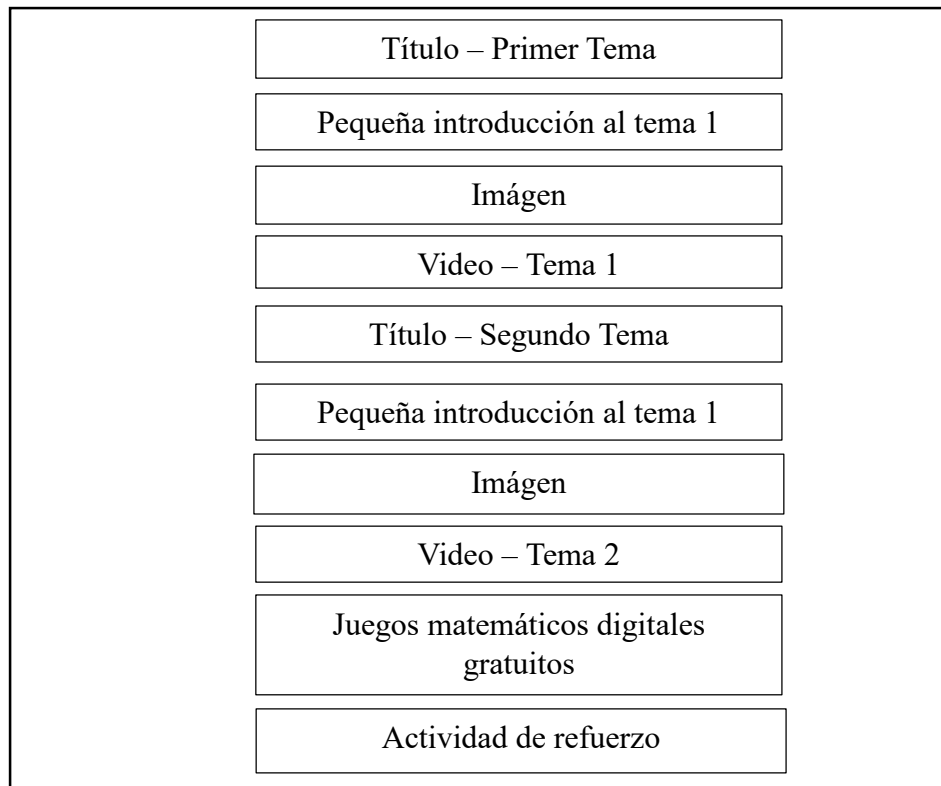 Título – Primer Tema
Pequeña introducción al tema 1
Imágen
Video – Tema 1
Título – Segundo Tema
Pequeña introducción al tema 1
Imágen
Video – Tema 2
Juegos matemáticos digitales
gratuitos
Actividad de refuerzo